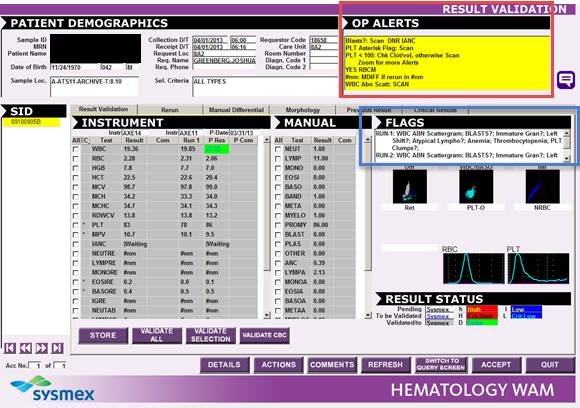 RESULT VALIDATION
PATIENT DEMOGRAPHICS
Sample ID
MRN
Patient Name
Date of Birth 11/24/1970 042 M
Sample Loc. A-ATS11-ARCHIVE-T:8-10
Collection D/T 04/01/2013 06:00
Receipt D/T 04/01/2013 06:16
Request Loc 8A2
Req. Name GREENBERG,JOSHUA
Req. Phone
Sel. Criteria ALL TYPES
Requestor Code 18658
Care Unit 8A2
Room Number
Diagn. Code 1
Diagn. Code 2
OP ALERTS
Blasts?: Scan DNR IANC
PLT Asterisk Flag: Scan
PLT < 100: Chk Clot/vol, otherwise Scan
Zoom for more Alerts
YES RBCM
#nm: MDIFF if rerun in #nm
WBC Abn Scatt: SCAN
SID
09100905B
Result Validation Rerun Manual Differential Morphology Previous Result Critical Results
INSTRUMENT
Instr AXE14 Instr AXE11 P-Date 03/31/13
All EC Test Result Com Run 1 P Res P Com
WBC 19.36 19.85
RBC 2.28 2.31 2.06
HGB 7.8 7.7 7.0
HCT 22.5 22.6 20.4
MCV 98.7 97.8 99.0
MCH 34.2 33.3 34.0
MCHC 34.7 34.1 34.3
RDWCV 13.8 13.8 13.2
* PLT 83 78 86
* MPV 10.7 10.1 9.5
IANC |Waiting |Waiting
NEUTRE #nm #nm #nm
LYMPRE #nm #nm #nm
MONORE #nm #nm #nm
* EOSIRE 0.2 0.0 0.1
* BASORE 0.4 0.5 0.5
IGRE #nm #nm #nm
NEUTAB #nm #nm #nm
MANUAL
All Test Result Com
NEUT 1.00
LYMP 11.00
MONO 0.00
EOSI 0.00
BASO 0.00
BAND 1.00
META 0.00
MYELO 1.00
PROMY 86.00
BLAST 0.00
PLAS 0.00
OTHER 0.00
ANC 0.39
LYMPA 2.13
MONOA 0.00
EOSIA 0.00
BASOA 0.00
METAA 0.00
FLAGS
RUN-1: WBC ABN Scattergram; BLASTS?; Immature Gran?; Left
Shift?; Atypical Lympho?; Anemia; Thrombocytopenia; PLT
Clumps?;
RUN-2: WBC ABN Scattergram; BLASTS?; Immature Gran?; Left
Diff WBC/BASO
Ret PLT-O NRBC
RBC PLT
RESULT STATUS
Pending Sysmex h High l Low
To be Validated Sysmex H Crit High L Crit Low
Validated/to Sysmex D Delta
STORE
VALIDATE ALL
VALIDATE SELECTION
VALIDATE CBC
Acc No. 1 of 1
DETAILS ACTIONS COMMENTS REFRESH SWITCH TO QUERY SCREEN ACCEPT QUIT
sysmex
HEMATOLOGY WAM